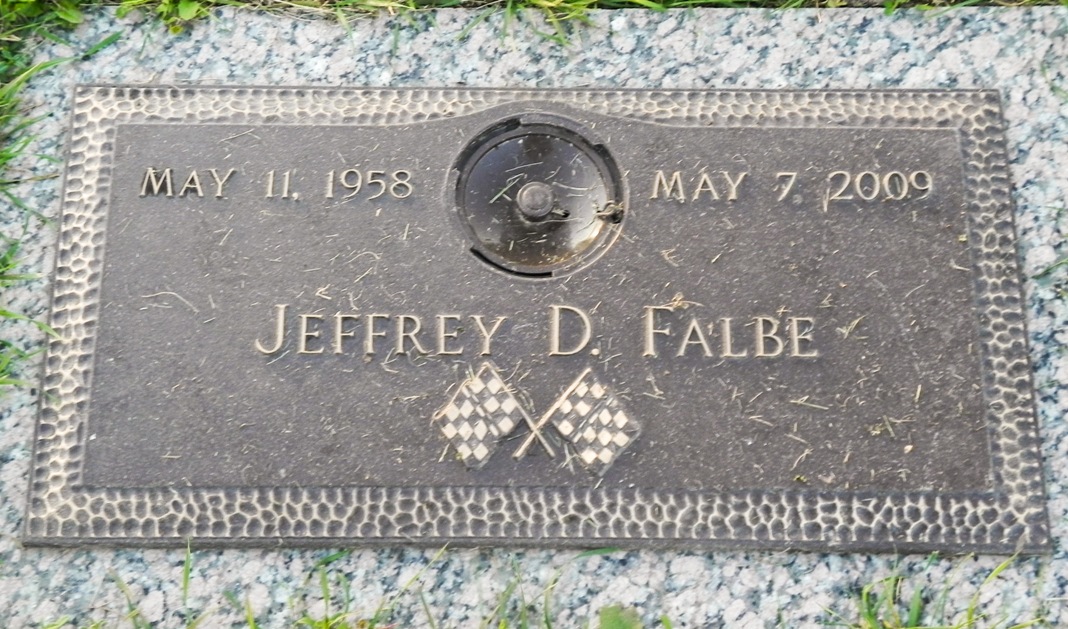 MAY 11, 1958 MAY 7, 2009
JEFFREY D. FALBE